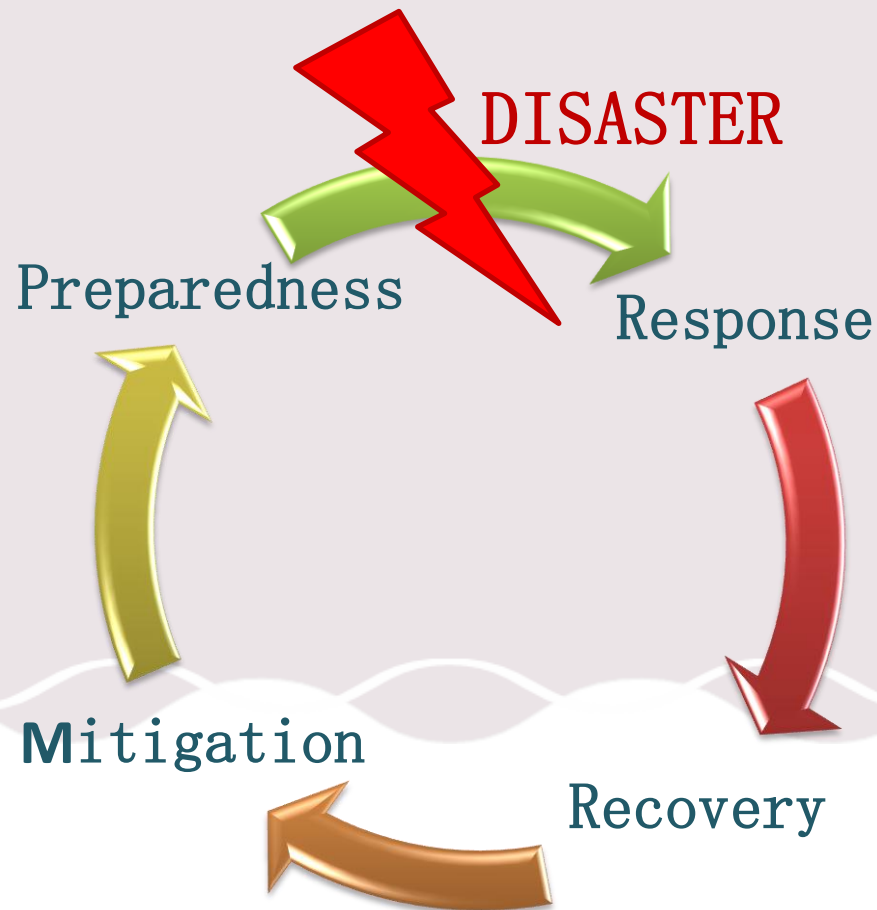 DISASTER
Preparedness
Response
Mitigation
Recovery